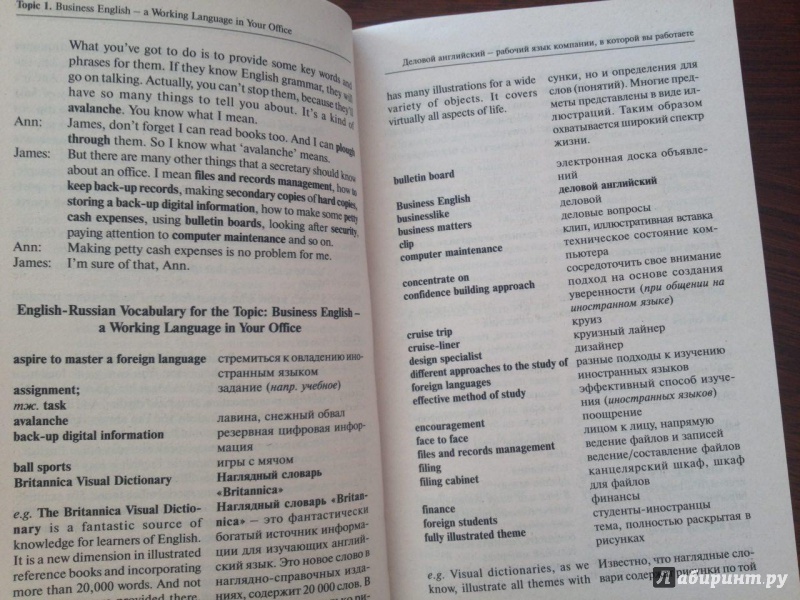 Topic 1. Business English – a Working Language in Your Office
What you've got to do is to provide some key words and
phrases for them. If they know English grammar, they will
go on talking. Actually, you can't stop them, because they'll
have so many things to tell you about. It's a kind of
avalanche. You know what I mean.
Ann: James, don't forget I can read books too. And I can plough
through them. So I know what 'avalanche' means.
James: But there are many other things that a secretary should know
about an office. I mean files and records management, how to
keep back-up records, making secondary copies of hard copies,
storing a back-up digital information, how to make some petty
cash expenses, using bulletin boards, looking after security,
paying attention to computer maintenance and so on.
Ann: Making petty cash expenses is no problem for me.
James: I'm sure of that, Ann.
English-Russian Vocabulary for the Topic: Business English –
a Working Language in Your Office
aspire to master a foreign language стремиться к овладению ино-
странным языком
assignment; задание (напр. учебное)
тж. task
avalanche лавина, снежный обвал
back-up digital information резервная цифровая инфор-
мация
ball sports игры с мячом
Britannica Visual Dictionary Наглядный словарь
«Britannica»
e.g. The Britannica Visual Dictio- Наглядный словарь «Britan-
nary is a fantastic source of nica» — это фантастически
knowledge for learners of English. богатый источник информа-
It is a new dimension in illustrated ции для изучающих англий-
reference books and incorporating ский язык. Это новое слово в
more than 20,000 words. And not наглядно-справочных изда-
provided there. ниях, содержит 20 000 слов. В
Деловой английский – рабочий язык компании, в которой вы работаете
has many illustrations for a wide сунки, но и определения для
variety of objects. It covers слов (понятий). Многие пред-
virtually all aspects of life. меты представлены в виде ил-
люстраций. Таким образом
охватывается широкий спектр
жизни.
bulletin board электронная доска объявле-
ний
Business English деловой английский
businesslike деловой
business matters деловые вопросы
clip клип, иллюстративная вставка
computer maintenance техническое состояние ком-
пьютера
concentrate on сосредоточить свое внимание
confidence building approach подход на основе создания
уверенности (при общении на
иностранном языке)
cruise trip круиз
cruise-liner круизный лайнер
design specialist дизайнер
different approaches to the study of разные подходы к изучению
foreign languages иностранных языков
effective method of study эффективный способ изуче-
ния (иностранных языков)
encouragement поощрение
face to face лицом к лицу, напрямую
files and records management ведение файлов и записей
filing ведение/составление файлов
filing cabinet канцелярский шкаф, шкаф
для файлов
finance финансы
foreign students студенты-иностранцы
fully illustrated theme тема, полностью раскрытая в
рисунках
e.g. Visual dictionaries, as we Известно, что наглядные сло-
know, illustrate all themes with вари содержат рисунки по той
Лабиринт.ру